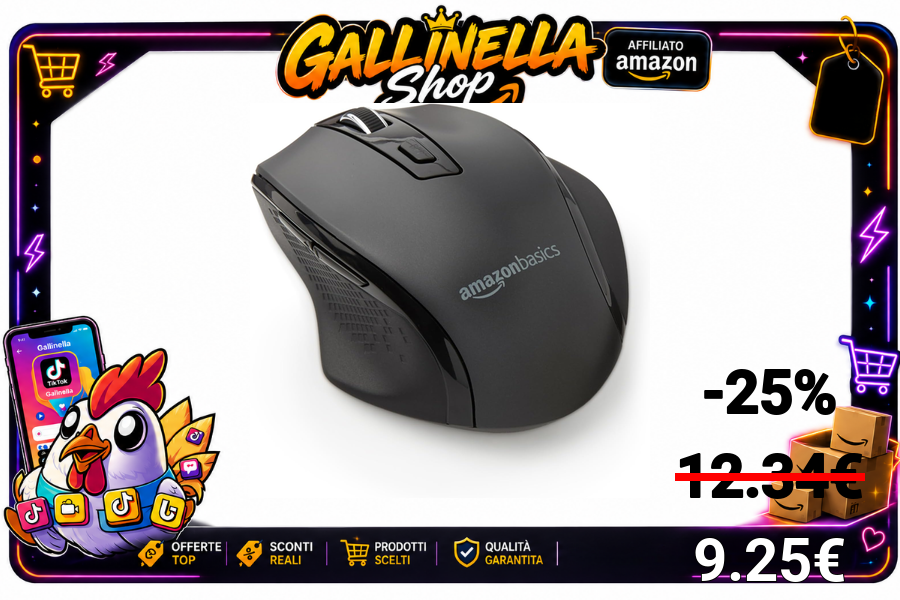 GALLINELLA
Shop
AFFILIATO
amazon
amazonbasics
Gallinella
TikTok
Gallinella
-25%
12.34€
9.25€
OFFERTE
TOP
SCONTI
REALI
PRODOTTI
SCELTI
QUALITÀ
GARANTITA